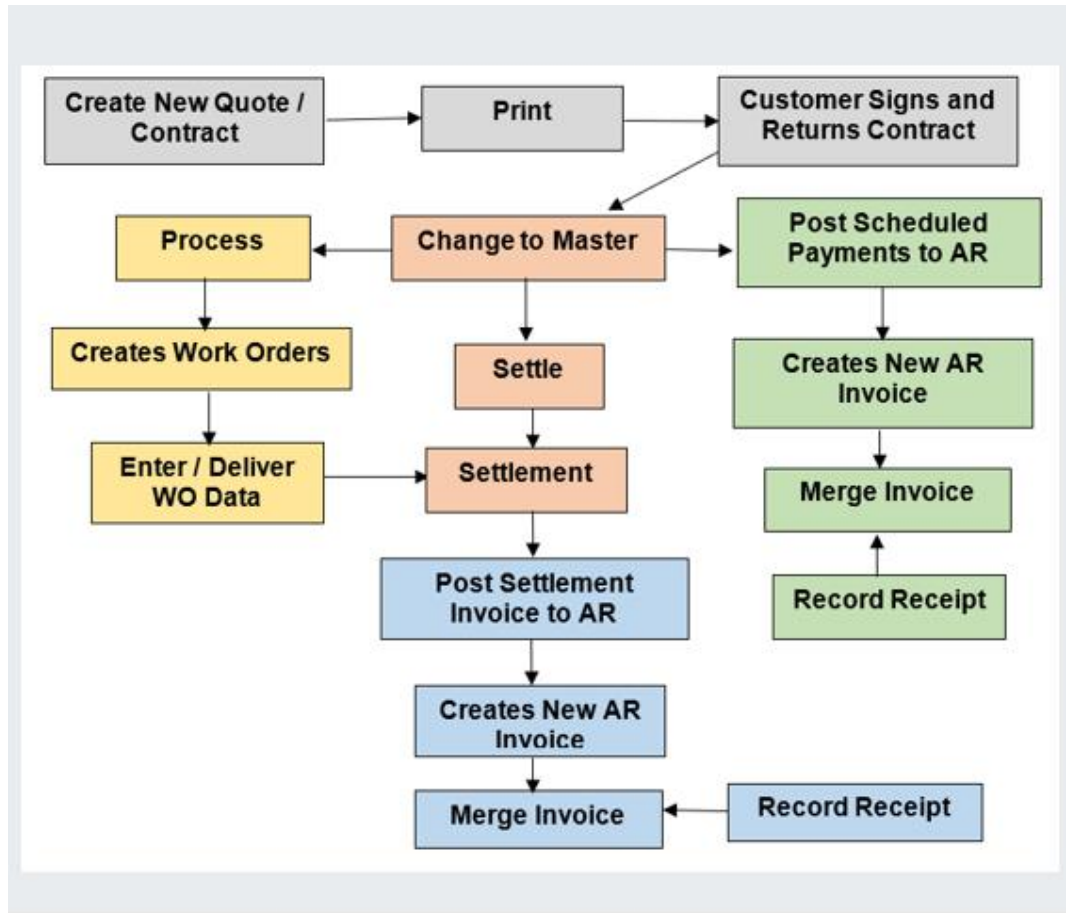 Create New Quote /
Contract
Print
Customer Signs and
Returns Contract
Process
Change to Master
Post Scheduled
Payments to AR
Creates Work Orders
Settle
Creates New AR
Invoice
Enter / Deliver
WO Data
Settlement
Merge Invoice
Post Settlement
Invoice to AR
Record Receipt
Creates New AR
Invoice
Merge Invoice
Record Receipt